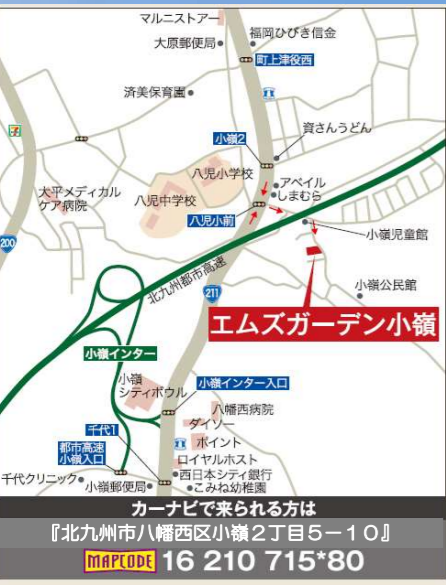 マルニストアー
福岡ひびき信金
大原郵便局
町上津役西
済美保育園
7
小嶺2
資さんうどん
八児小学校
アベイル
しまむら
大平メディカル
ケア病院
八児中学校
八児小前
小嶺児童館
200
北九州都市高速
211
小嶺公民館
エムズガーデン小嶺
小嶺インター
小嶺
シティボウル
小嶺インター入口
八幡西病院
ダイソー
千代1
ポイント
都市高速
小嶺入口
ロイヤルホスト
千代クリニック
西日本シティ銀行
小嶺郵便局
こみね幼稚園
カーナビで来られる方は
『北九州市八幡西区小嶺2丁目5－10』
MAPCODE 16 210 715*80